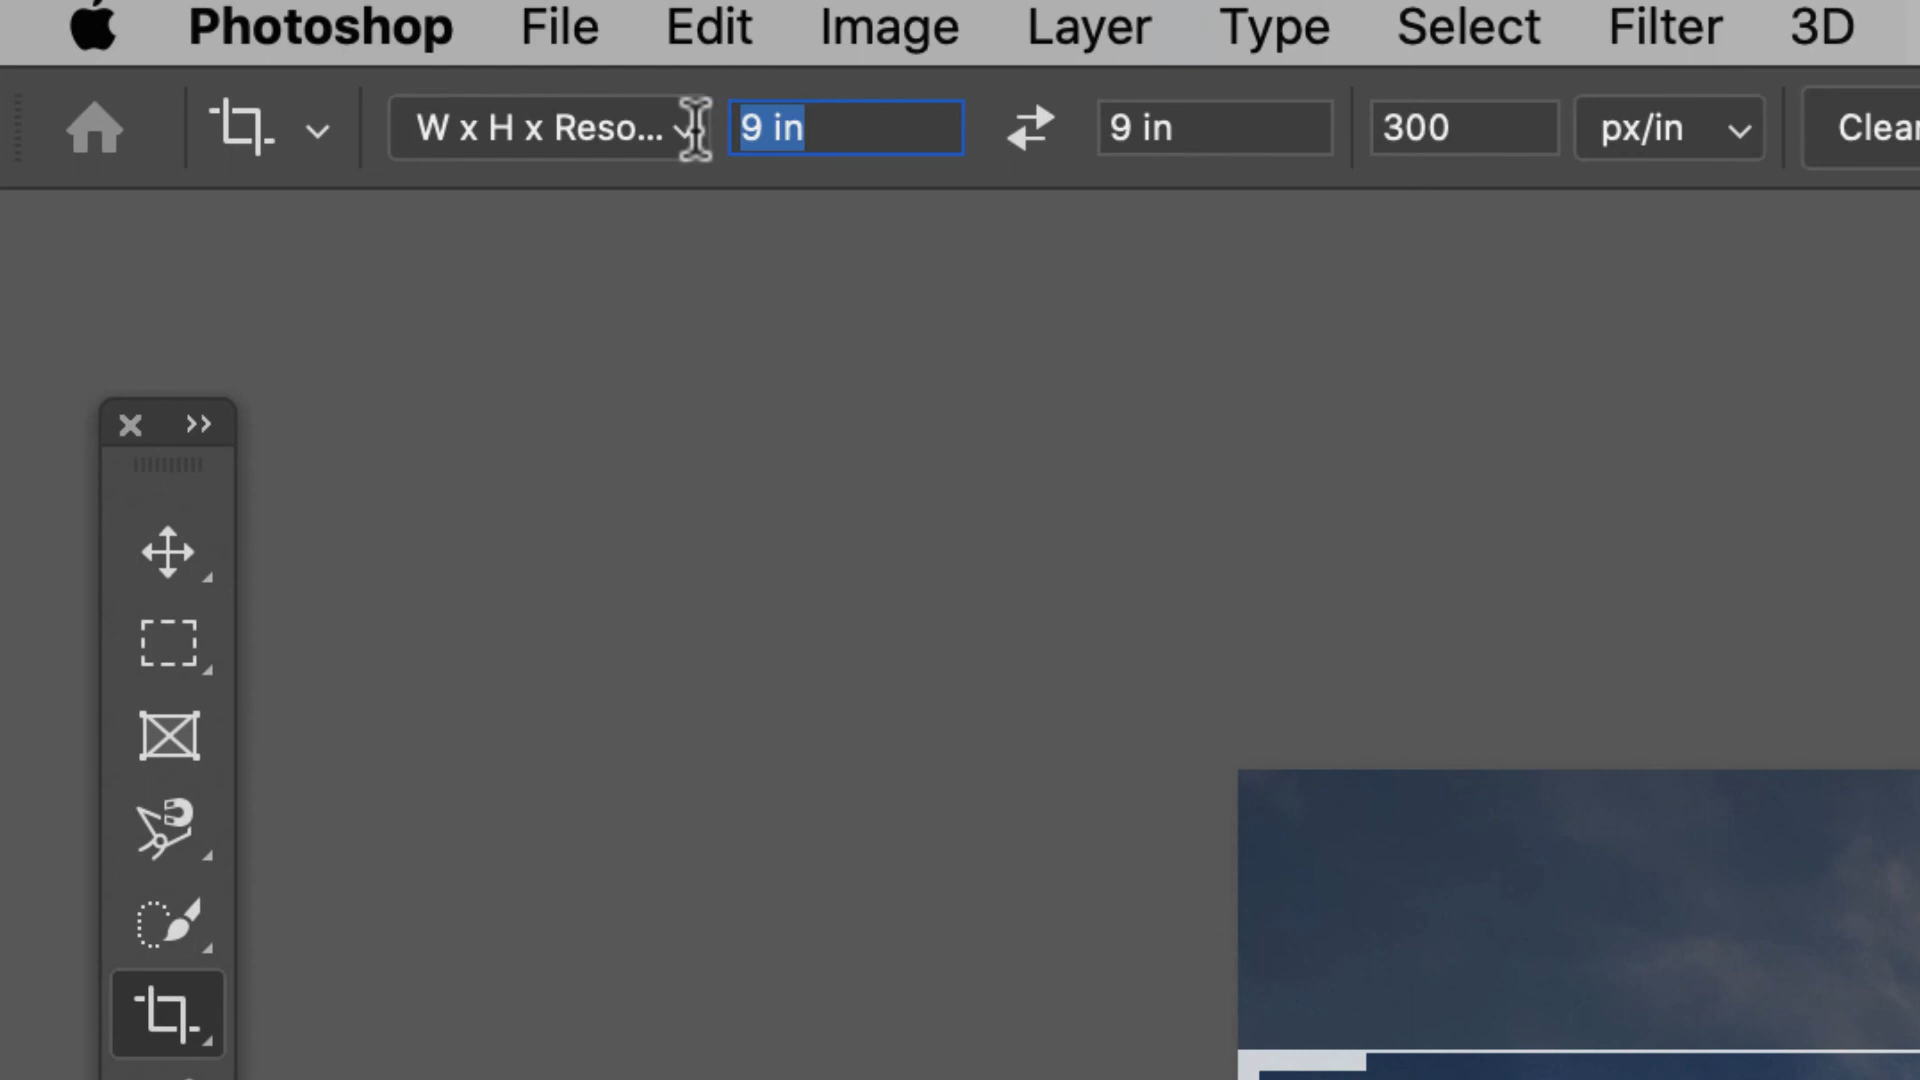 Photoshop File Edit Image Layer Type Select Filter 3D
W x H x Reso... 9 in 9 in 300 px/in Clear